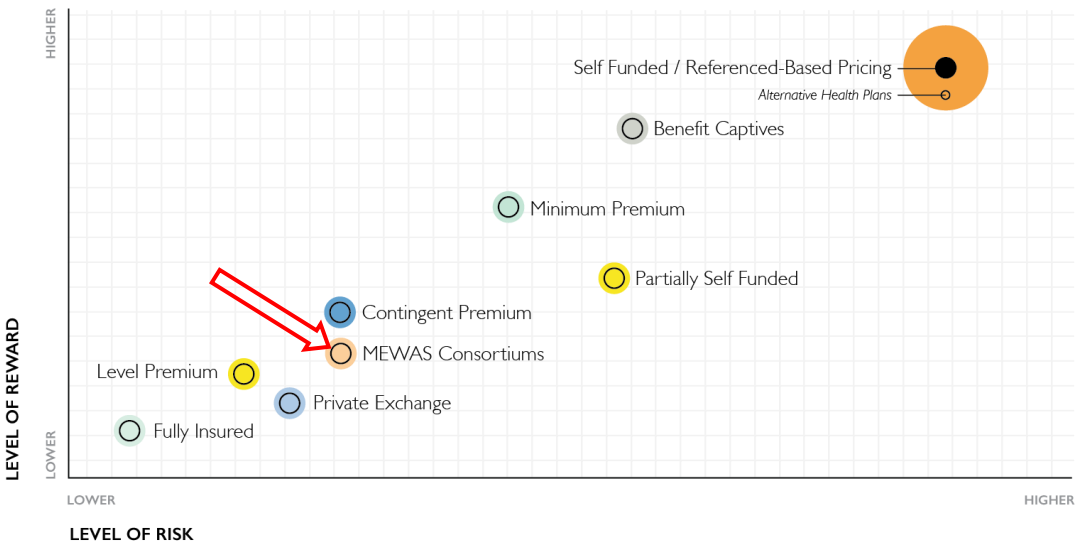 HIGHER
Self Funded / Referenced-Based Pricing
Alternative Health Plans
Benefit Captives
Minimum Premium
Partially Self Funded
Contingent Premium
MEWAS Consortiums
Level Premium
Private Exchange
Fully Insured
LEVEL OF REWARD
LOWER
LOWER
HIGHER
LEVEL OF RISK